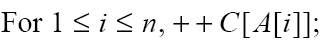 For 1 ≤ i ≤ n, + + C[A[i]];